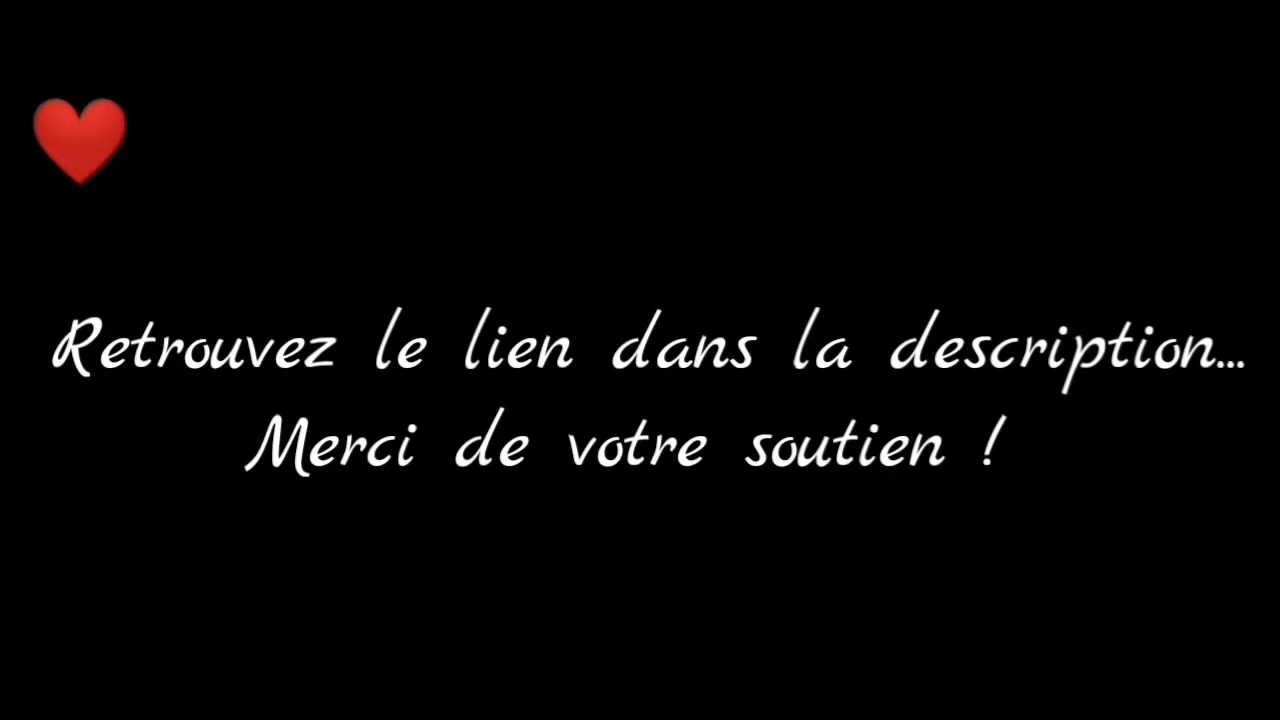 Retrouvez le lien dans la description...
Merci de votre soutien !